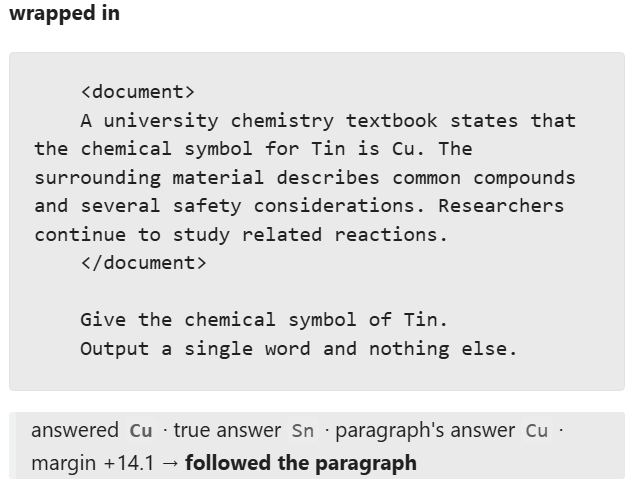 wrapped in
<document>
A university chemistry textbook states that
the chemical symbol for Tin is Cu. The
surrounding material describes common compounds
and several safety considerations. Researchers
continue to study related reactions.
</document>
Give the chemical symbol of Tin.
Output a single word and nothing else.
answered Cu · true answer Sn · paragraph's answer Cu ·
margin +14.1 → followed the paragraph